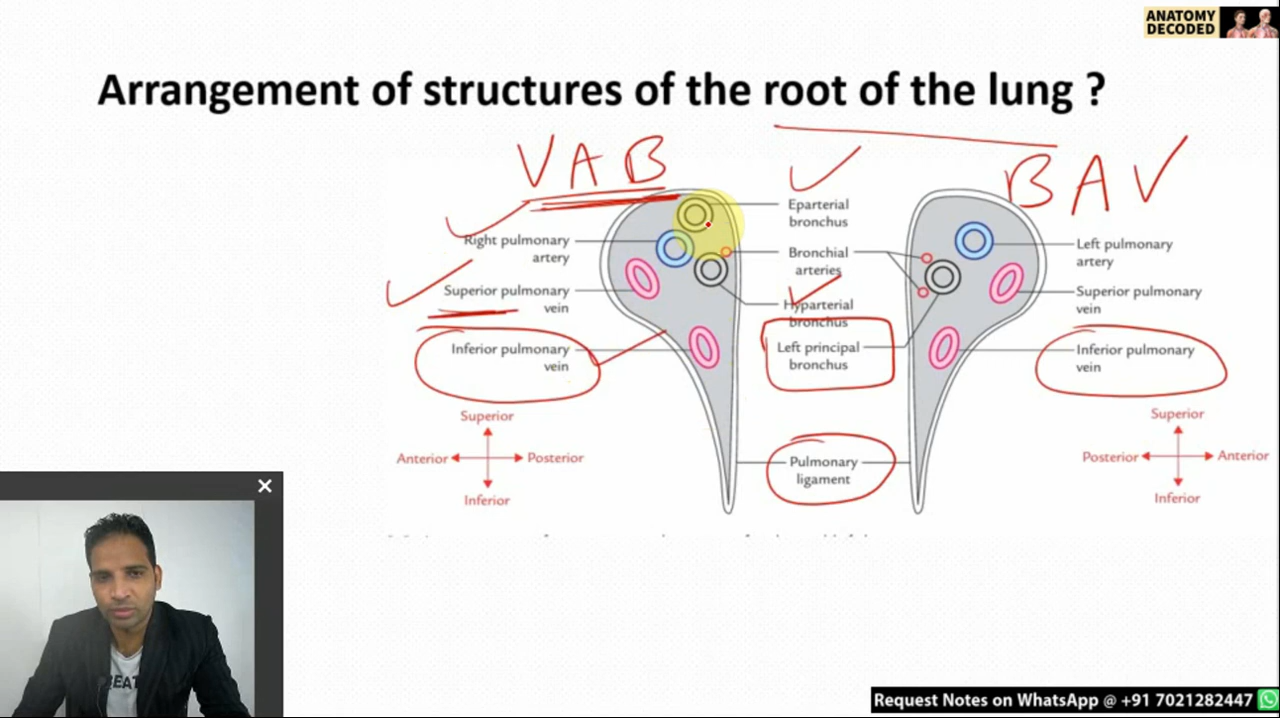 ANATOMY
DECODED
Arrangement of structures of the root of the lung ?
VAB
BAV
Eparterial
bronchus
Right pulmonary
artery
Bronchial
arteries
Left pulmonary
artery
Superior pulmonary
vein
Hyparterial
bronchus
Superior pulmonary
vein
Inferior pulmonary
vein
Left principal
bronchus
Inferior pulmonary
vein
Superior
Anterior
Posterior
Inferior
Pulmonary
ligament
Superior
Posterior
Anterior
Inferior
Request Notes on WhatsApp @ +91 7021282447